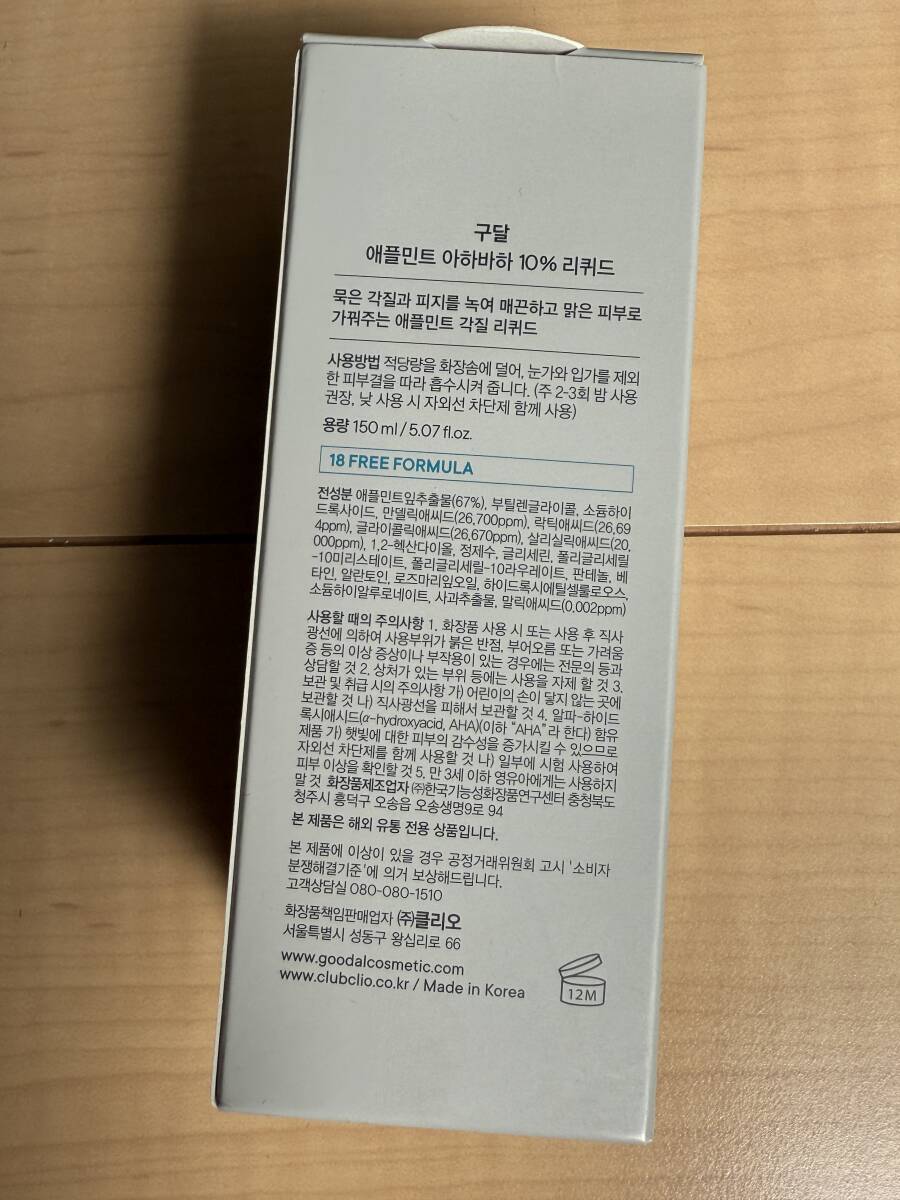 구달
애플민트 아하바하 10% 리퀴드
묵은 각질과 피지를 녹여 매끈하고 맑은 피부로
가꿔주는 애플민트 각질 리퀴드
사용방법 적당량을 화장솜에 덜어, 눈가와 입가를 제외
한 피부결을 따라 흡수시켜 줍니다. (주 2-3회 밤 사용
권장, 낮 사용 시 자외선 차단제 함께 사용)
용량 150 ml / 5.07 fl.oz.
18 FREE FORMULA
전성분 애플민트잎추출물(67%), 부틸렌글라이콜, 소듐하이
드록사이드, 만델릭애씨드(26,700ppm), 락틱애씨드(26,69
4ppm), 글라이콜릭애씨드(26,670ppm), 살리실릭애씨드(20,
000ppm), 1,2-헥산다이올, 정제수, 글리세린, 폴리글리세릴
-10미리스테이트, 폴리글리세릴-10라우레이트, 판테놀, 베
타인, 알란토인, 로즈마리잎오일, 하이드록시에틸셀룰로오스,
소듐하이알루로네이트, 사과추출물, 말릭애씨드(0,002ppm)
사용할 때의 주의사항 1. 화장품 사용 시 또는 사용 후 직사
광선에 의하여 사용부위가 붉은 반점, 부어오름 또는 가려움
증 등의 이상 증상이나 부작용이 있는 경우에는 전문의 등과
상담할 것 2. 상처가 있는 부위 등에는 사용을 자제 할 것 3.
보관 및 취급 시의 주의사항 가) 어린이의 손이 닿지 않는 곳에
보관할 것 나) 직사광선을 피해서 보관할 것 4. 알파-하이드
록시애시드(α-hydroxyacid, AHA)(이하 “AHA”라 한다) 함유
제품 가) 햇빛에 대한 피부의 감수성을 증가시킬 수 있으므로
자외선 차단제를 함께 사용할 것 나) 일부에 시험 사용하여
피부 이상을 확인할 것 5. 만 3세 이하 영유아에게는 사용하지
말 것 화장품제조업자 ㈜한국기능성화장품연구센터 충청북도
청주시 흥덕구 오송읍 오송생명9로 94
본 제품은 해외 유통 전용 상품입니다.
본 제품에 이상이 있을 경우 공정거래위원회 고시 '소비자
분쟁해결기준'에 의거 보상해드립니다.
고객상담실 080-080-1510
화장품책임판매업자 ㈜클리오
서울특별시 성동구 왕십리로 66
www.goodalcosmetic.com
www.clubclio.co.kr / Made in Korea
12M